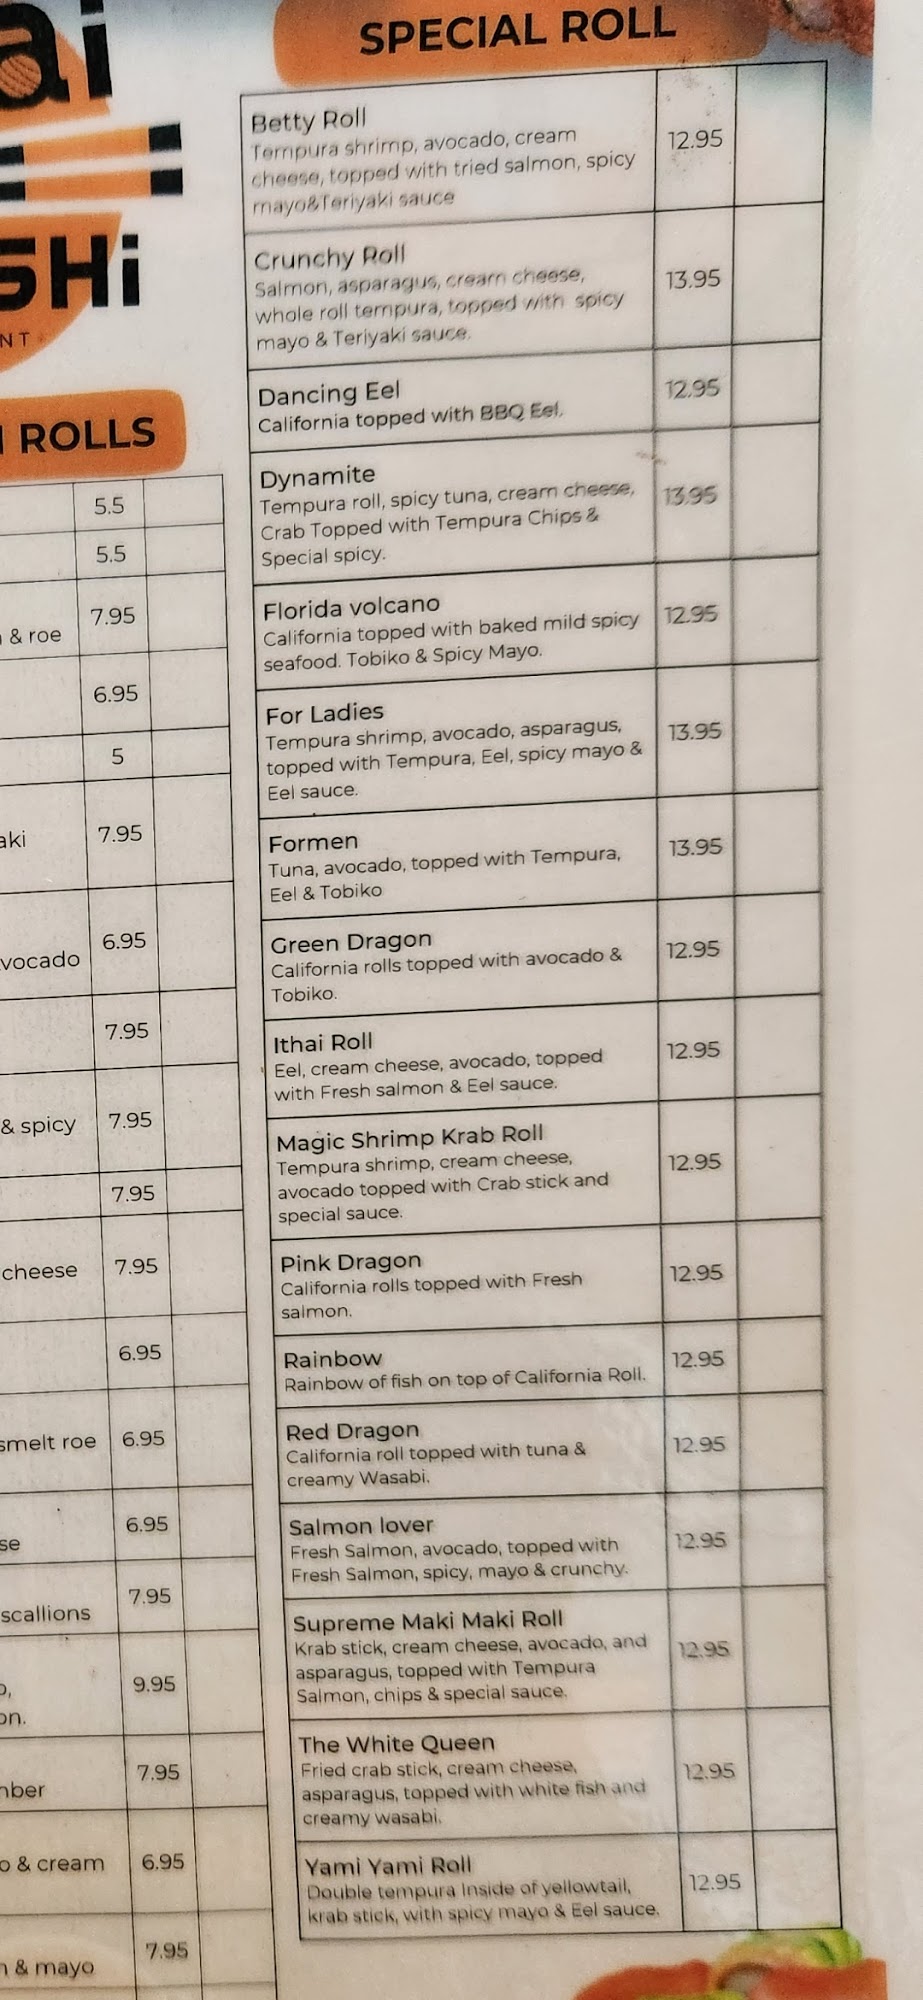 ai
SHi
NT
ROLLS
5.5
5.5
& roe 7.95
6.95
5
aki 7.95
vocado 6.95
7.95
& spicy 7.95
7.95
cheese 7.95
6.95
smelt roe 6.95
se 6.95
scallions 7.95
9.95
on.
mber 7.95
o & cream 6.95
n & mayo 7.95
SPECIAL ROLL
Betty Roll 12.95
Tempura shrimp, avocado, cream
cheese, topped with tried salmon, spicy
mayo&Teriyaki sauce
Crunchy Roll 13.95
Salmon, asparagus, cream cheese,
whole roll tempura, topped with spicy
mayo & Teriyaki sauce.
Dancing Eel 12.95
California topped with BBQ Eel.
Dynamite 13.95
Tempura roll, spicy tuna, cream cheese,
Crab Topped with Tempura Chips &
Special spicy.
Florida volcano 12.95
California topped with baked mild spicy
seafood. Tobiko & Spicy Mayo.
For Ladies 13.95
Tempura shrimp, avocado, asparagus,
topped with Tempura, Eel, spicy mayo &
Eel sauce.
Formen 13.95
Tuna, avocado, topped with Tempura,
Eel & Tobiko
Green Dragon 12.95
California rolls topped with avocado &
Tobiko.
Ithai Roll 12.95
Eel, cream cheese, avocado, topped
with Fresh salmon & Eel sauce.
Magic Shrimp Krab Roll 12.95
Tempura shrimp, cream cheese,
avocado topped with Crab stick and
special sauce.
Pink Dragon 12.95
California rolls topped with Fresh
salmon.
Rainbow 12.95
Rainbow of fish on top of California Roll.
Red Dragon 12.95
California roll topped with tuna &
creamy Wasabi.
Salmon lover 12.95
Fresh Salmon, avocado, topped with
Fresh Salmon, spicy, mayo & crunchy.
Supreme Maki Maki Roll 12.95
Krab stick, cream cheese, avocado, and
asparagus, topped with Tempura
Salmon, chips & special sauce.
The White Queen 12.95
Fried crab stick, cream cheese,
asparagus, topped with white fish and
creamy wasabi.
Yami Yami Roll 12.95
Double tempura Inside of yellowtail,
krab stick, with spicy mayo & Eel sauce.